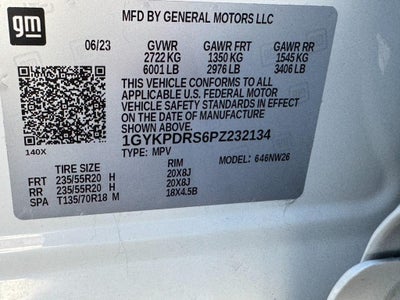 gm
MFD BY GENERAL MOTORS LLC
06/23 GVWR GAWR FRT GAWR RR
2722 KG 1350 KG 1545 KG
6001 LB 2976 LB 3406 LB
THIS VEHICLE CONFORMS TO ALL
APPLICABLE U.S. FEDERAL MOTOR
VEHICLE SAFETY STANDARDS IN EFFECT
ON THE DATE OF MANUFACTURE SHOWN ABOVE.
1GYKPDRS6PZ232134
140X TYPE: MPV MODEL: 646NW26
TIRE SIZE RIM
FRT 235/55R20 H 20X8J
RR 235/55R20 H 20X8J
SPA T135/70R18 M 18X4.5B